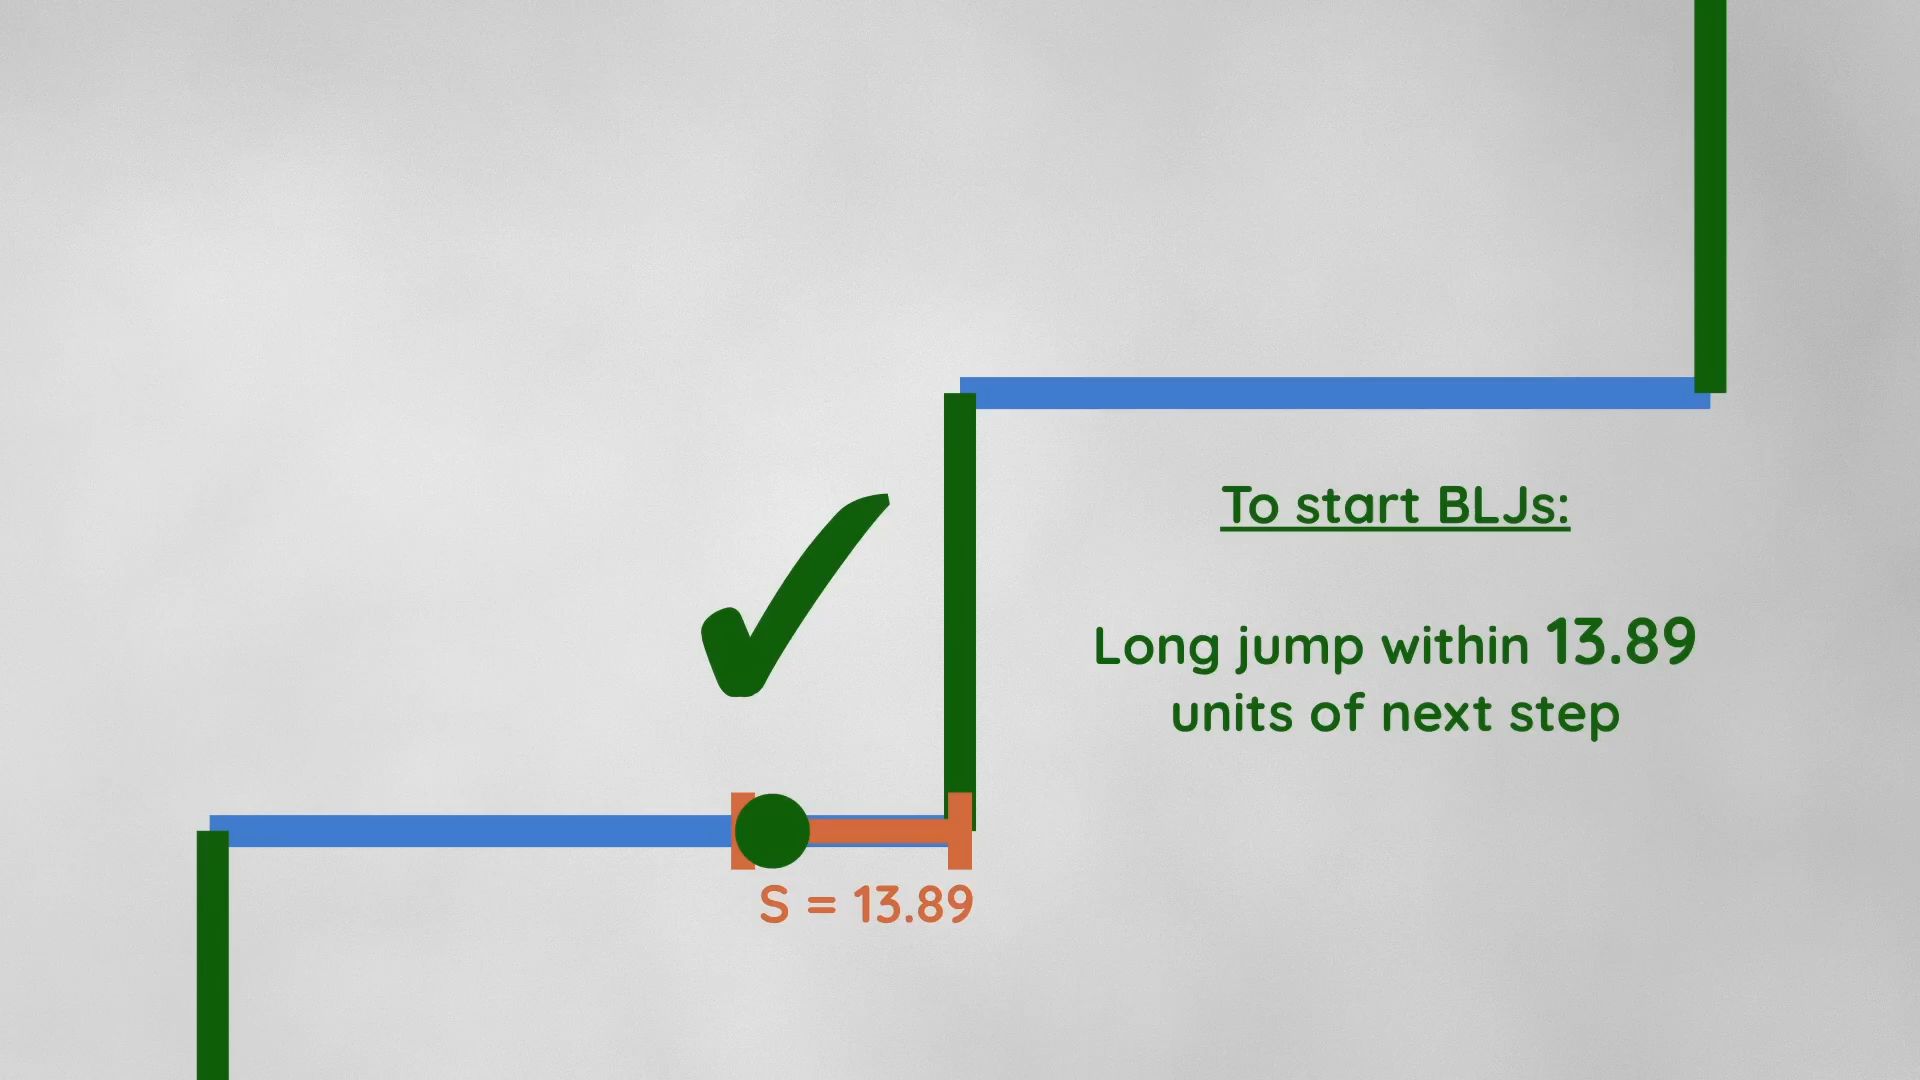 To start BLJs:
Long jump within 13.89
units of next step
S = 13.89